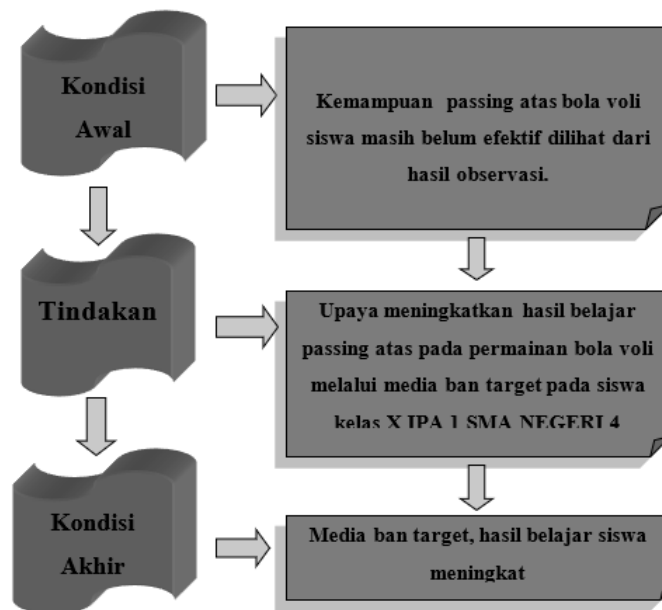 Kondisi
Awal
Kemampuan passing atas bola voli
siswa masih belum efektif dilihat dari
hasil observasi.
Tindakan
Upaya meningkatkan hasil belajar
passing atas pada permainan bola voli
melalui media ban target pada siswa
kelas X IPA 1 SMA NEGERI 4
Kondisi
Akhir
Media ban target, hasil belajar siswa
meningkat